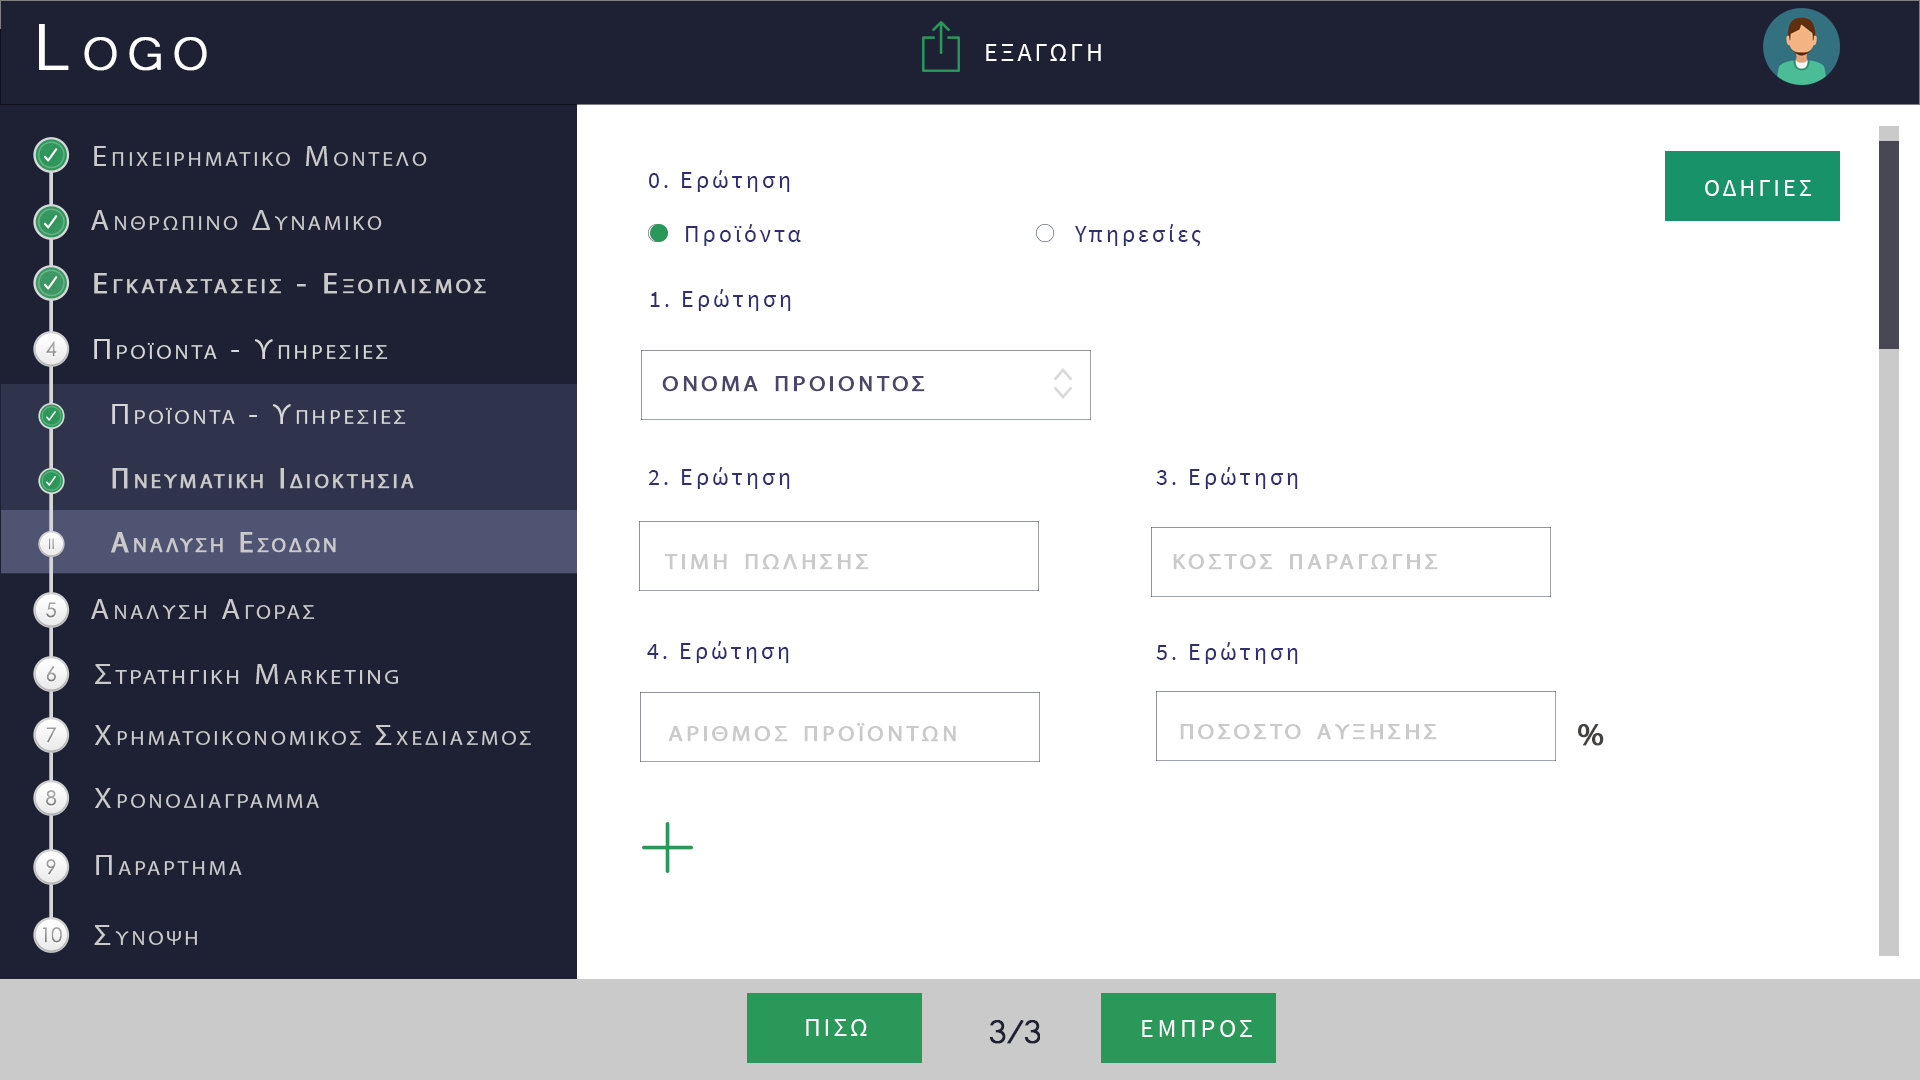 LOGO
ΕΞΑΓΩΓΗ
ΕΠΙΧΕΙΡΗΜΑΤΙΚΟ ΜΟΝΤΕΛΟ
ΑΝΘΡΩΠΙΝΟ ΔΥΝΑΜΙΚΟ
ΕΓΚΑΤΑΣΤΑΣΕΙΣ - ΕΞΟΠΛΙΣΜΟΣ
4 ΠΡΟΪΟΝΤΑ - ΥΠΗΡΕΣΙΕΣ
ΠΡΟΪΟΝΤΑ - ΥΠΗΡΕΣΙΕΣ
ΠΝΕΥΜΑΤΙΚΗ ΙΔΙΟΚΤΗΣΙΑ
ΑΝΑΛΥΣΗ ΕΣΟΔΩΝ
5 ΑΝΑΛΥΣΗ ΑΓΟΡΑΣ
6 ΣΤΡΑΤΗΓΙΚΗ MARKETING
7 ΧΡΗΜΑΤΟΙΚΟΝΟΜΙΚΟΣ ΣΧΕΔΙΑΣΜΟΣ
8 ΧΡΟΝΟΔΙΑΓΡΑΜΜΑ
9 ΠΑΡΑΡΤΗΜΑ
10 ΣΥΝΟΨΗ
0. Ερώτηση
ΟΔΗΓΙΕΣ
Προϊόντα
Υπηρεσίες
1. Ερώτηση
ΟΝΟΜΑ ΠΡΟΙΟΝΤΟΣ
2. Ερώτηση
3. Ερώτηση
ΤΙΜΗ ΠΩΛΗΣΗΣ
ΚΟΣΤΟΣ ΠΑΡΑΓΩΓΗΣ
4. Ερώτηση
5. Ερώτηση
ΑΡΙΘΜΟΣ ΠΡΟΪΟΝΤΩΝ
ΠΟΣΟΣΤΟ ΑΥΞΗΣΗΣ
%
ΠΙΣΩ
3/3
ΕΜΠΡΟΣ